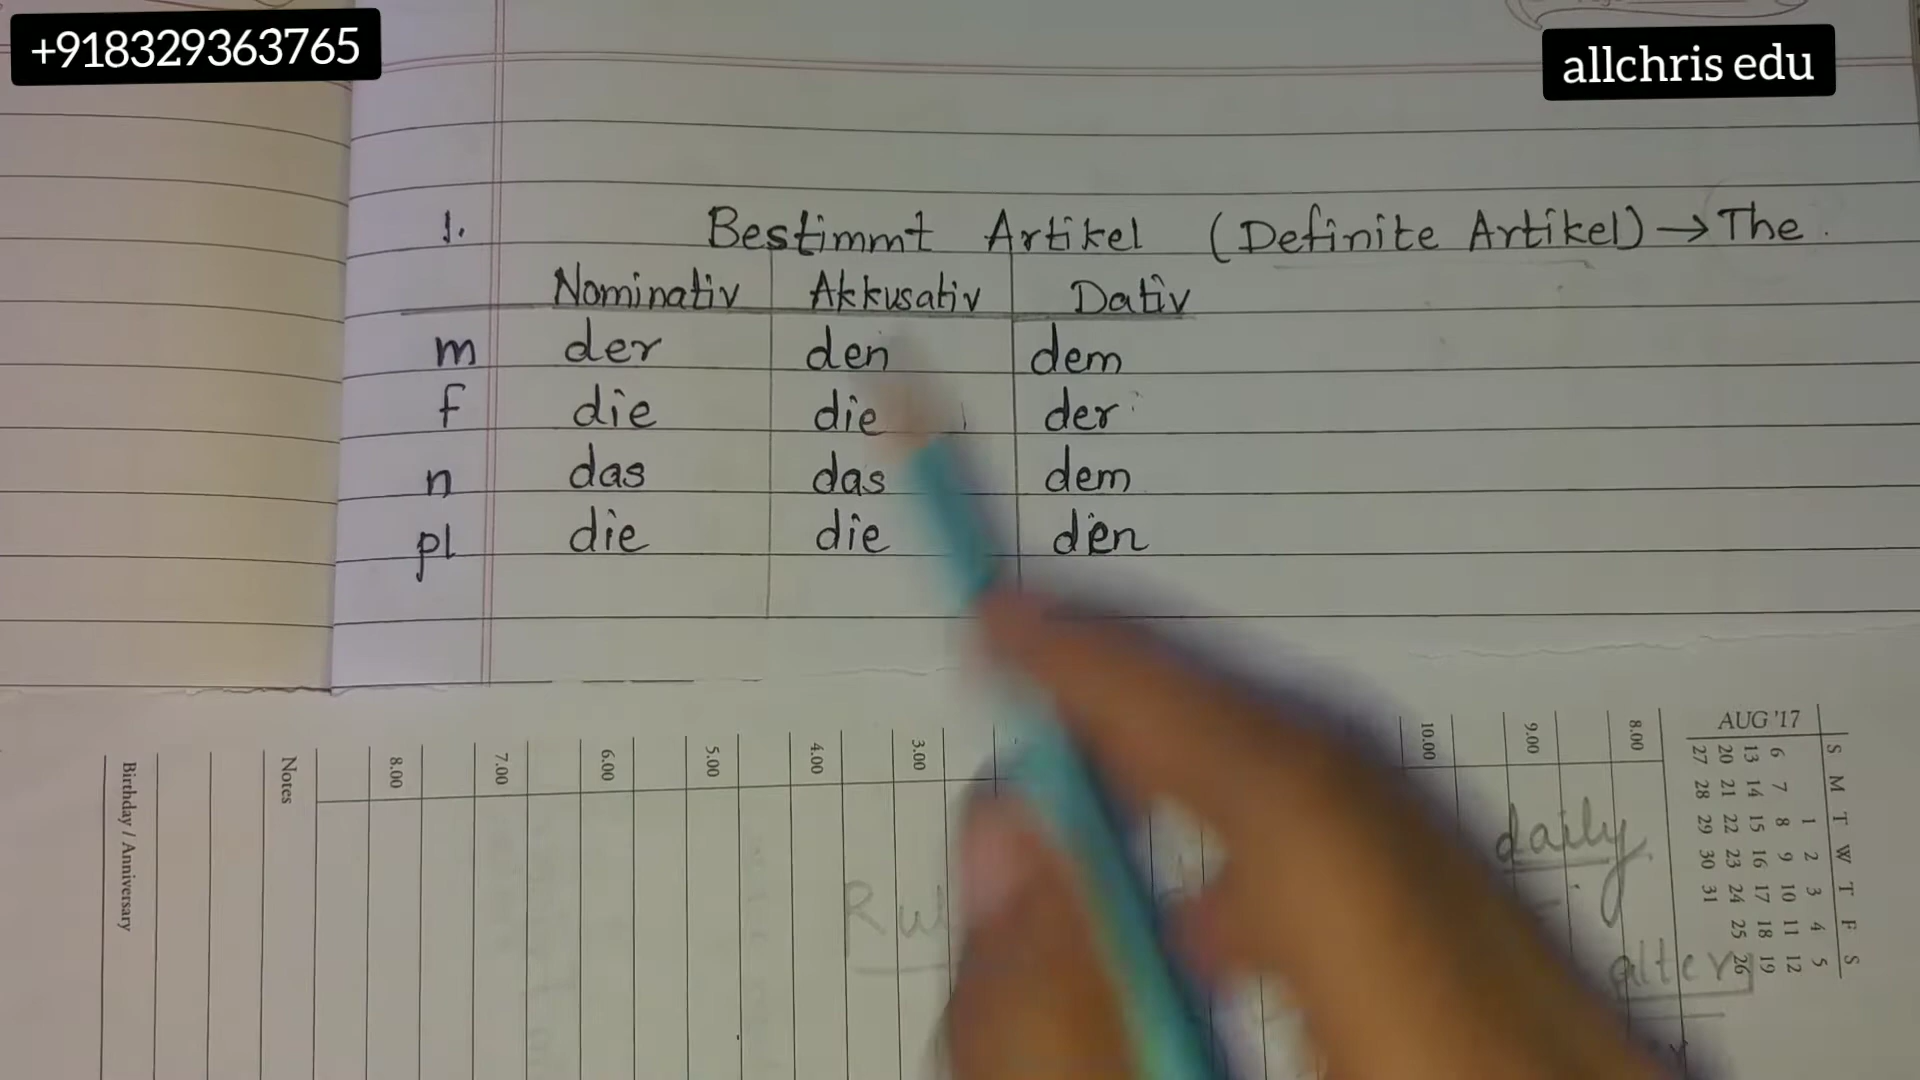 +918329363765
allchris edu
1. Bestimmt Artikel (Definite Artikel) → The
Nominativ Akkusativ Dativ
m der den dem
f die die der
n das das dem
pl die die den
AUG '17
S 6 13 20 27
M 7 14 21 28
T 1 8 15 22 29
W 2 9 16 23 30
T 3 10 17 24 31
F 4 11 18 25
S 5 12 19 26
8.00
9.00
10.00
3.00
4.00
5.00
6.00
7.00
8.00
Notes
Birthday / Anniversary
daily
alter